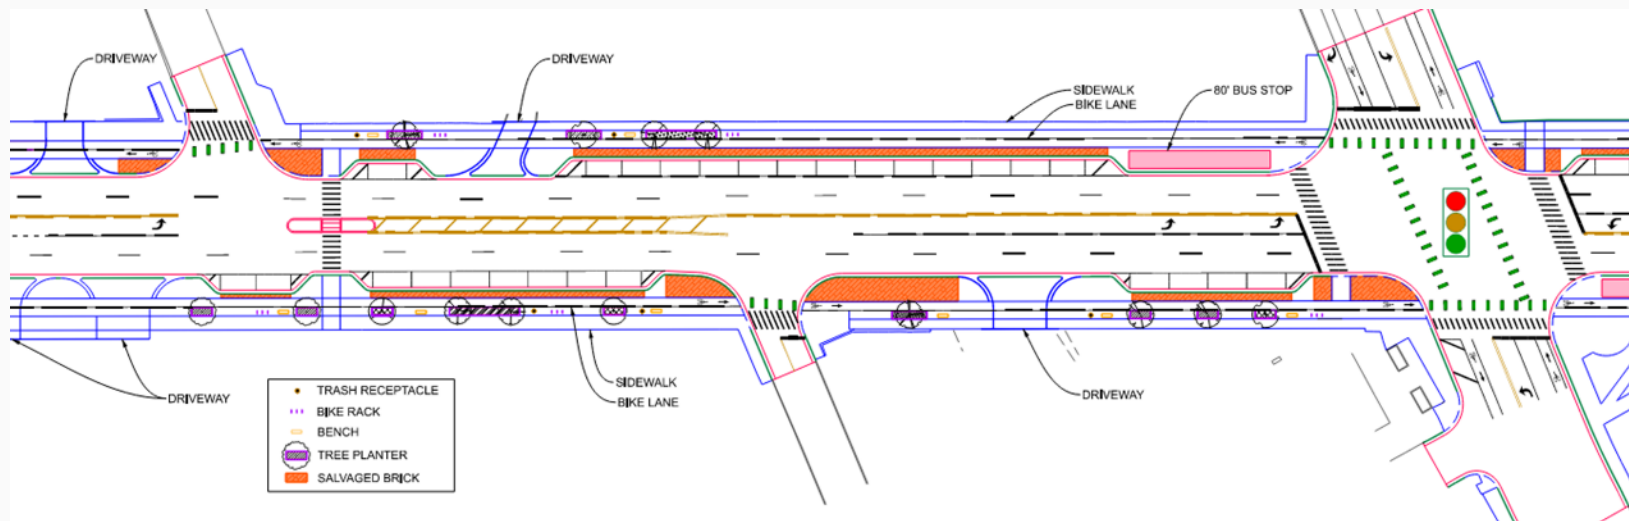 DRIVEWAY
DRIVEWAY
SIDEWALK
BIKE LANE
80' BUS STOP
SIDEWALK
BIKE LANE
DRIVEWAY
DRIVEWAY
TRASH RECEPTACLE
BIKE RACK
BENCH
TREE PLANTER
SALVAGED BRICK